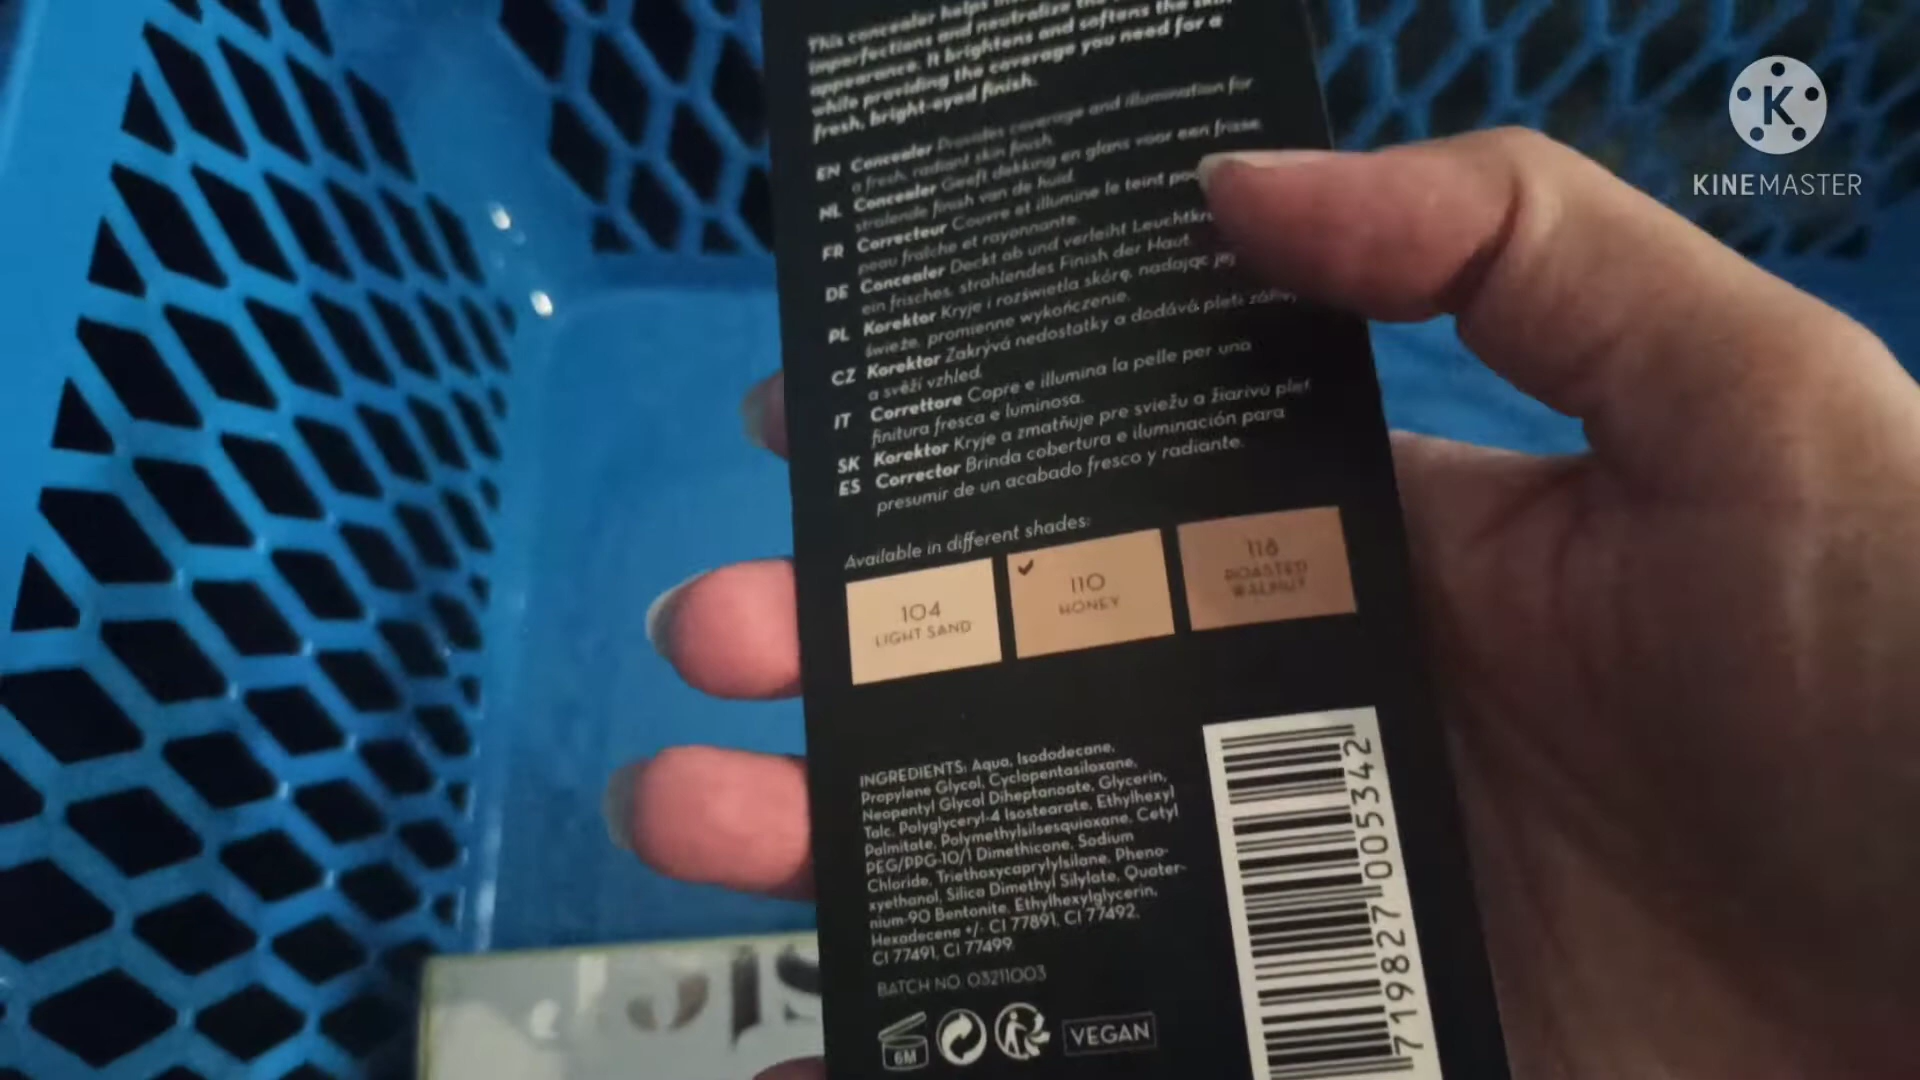 This concealer helps
imperfections and neutralize the
appearance. It brightens and softens the skin
while providing the coverage you need for a
fresh, bright-eyed finish.
EN Concealer Provides coverage and illumination for
a fresh, radiant skin finish.
NL Concealer Geeft dekking en glans voor een frisse,
stralende finish van de huid.
FR Correcteur Couvre et illumine le teint
peau fraîche et rayonnante.
DE Concealer Deckt ab und verleiht
ein frisches, strahlendes Finish der Haut.
PL Korektor Kryje i rozświetla skórę, nadając jej
świeże, promienne wykończenie.
CZ Korektor Zakrývá nedostatky a dodává pleti
a svěží vzhled.
IT Correttore Copre e illumina la pelle per una
finitura fresca e luminosa.
SK Korektor Kryje a zmatňuje pre sviežu a žiarivú pleť
ES Corrector Brinda cobertura e iluminación para
presumir de un acabado fresco y radiante.
Available in different shades:
104
LIGHT SAND
110
HONEY
118
ROASTED
WALNUT
INGREDIENTS: Aqua, Isododecane,
Propylene Glycol, Cyclopentasiloxane,
Neopentyl Glycol Diheptanoate, Glycerin,
Talc, Polyglyceryl-4 Isostearate, Ethylhexyl
Palmitate, Polymethylsilsesquioxane, Cetyl
PEG/PPG-10/1 Dimethicone, Sodium
Chloride, Triethoxycaprylylsilane, Pheno-
xyethanol, Silica Dimethyl Silylate, Quater-
nium-90 Bentonite, Ethylhexylglycerin,
Hexadecene +/- CI 77891, CI 77492,
CI 77491, CI 77499.
BATCH NO 03211003
6M
VEGAN
7198270053 42
K
KINEMASTER